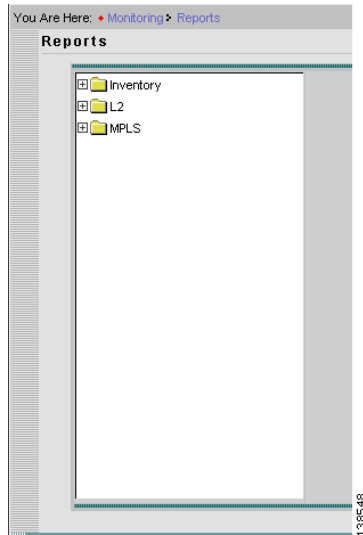 You Are Here: • Monitoring • Reports
Reports
Inventory
L2
MPLS
138548